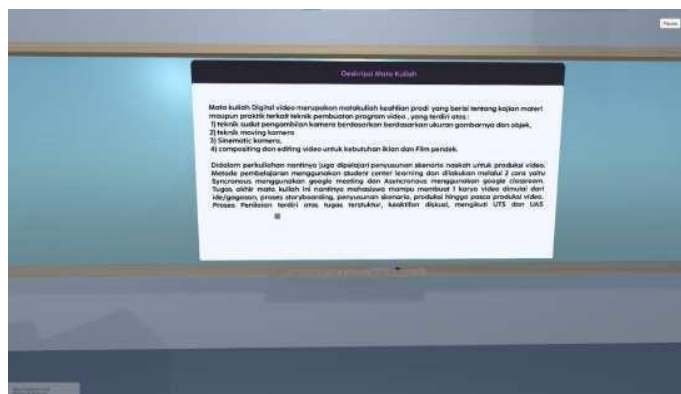 Pause
Deskripsi Mata Kuliah
Mata kuliah Digital video merupakan matakuliah keahlian prodi yang berisi tentang kajian materi
maupun praktik terkait teknik pembuatan program video , yang terdiri atas :
1) teknik sudut pengambilan kamera berdasarkan berdasarkan ukuran gambarnya dan objek,
2) teknik moving kamera
3) Sinematic kamera,
4) compositing dan editing video untuk kebutuhan iklan dan Film pendek.
Didalam perkuliahan nantinya juga dipelajari penyusunan skenario naskah untuk produksi video.
Metode pembelajaran menggunakan student center learning dan dilakukan melalui 2 cara yaitu
Syncronous menggunakan google meeting dan Asyncronous menggunakan google classroom.
Tugas akhir mata kuliah ini nantinya mahasiswa mampu membuat 1 karya video dimulai dari
ide/gagasan, proses storyboarding, penyusunan skenario, produksi hingga pasca produksi video.
Proses Penilaian terdiri atas tugas terstuktur, keaktifan diskusi, mengikuti UTS dan UAS